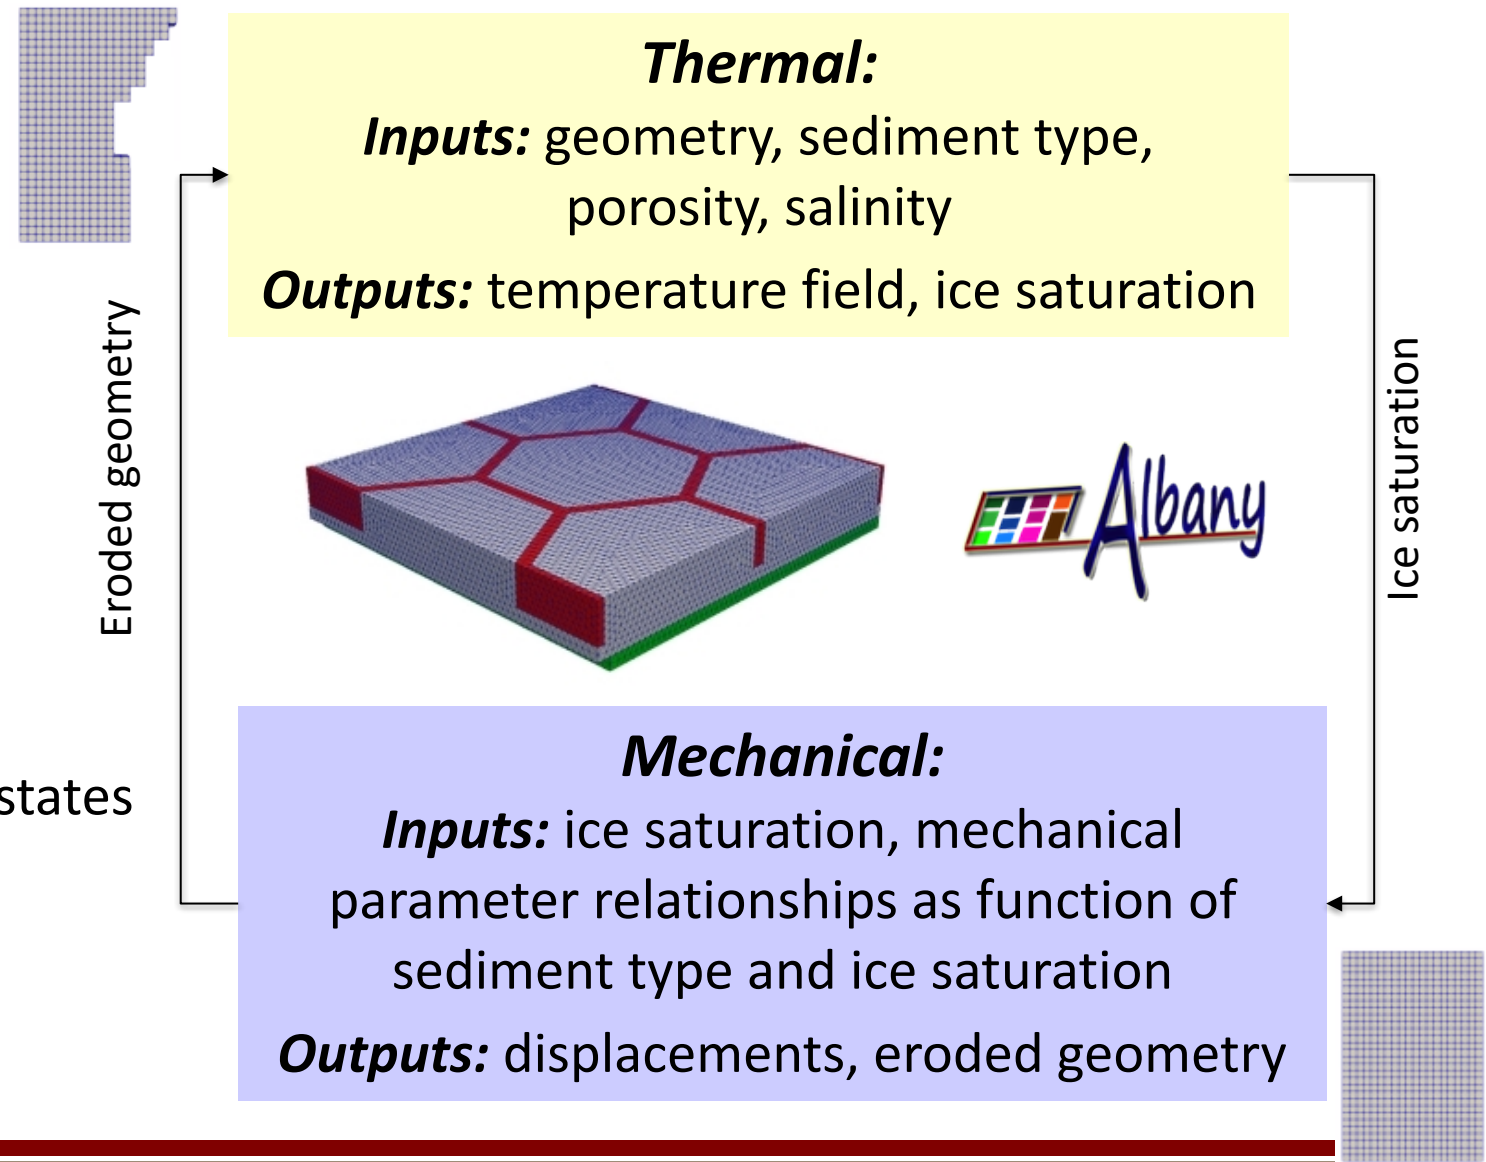 Thermal:
Inputs: geometry, sediment type,
porosity, salinity
Outputs: temperature field, ice saturation
Eroded geometry
Ice saturation
Albany
states
Mechanical:
Inputs: ice saturation, mechanical
parameter relationships as function of
sediment type and ice saturation
Outputs: displacements, eroded geometry